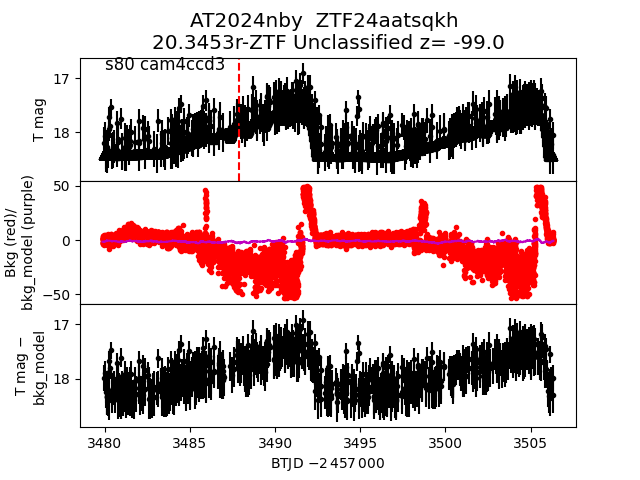 AT2024nby  ZTF24aatsqkh
20.3453r-ZTF Unclassified z= -99.0
s80 cam4ccd3
T mag
17
18
Bkg (red)/
bkg_model (purple)
50
0
−50
T mag −
bkg_model
17
18
3480 3485 3490 3495 3500 3505
BTJD −2 457 000